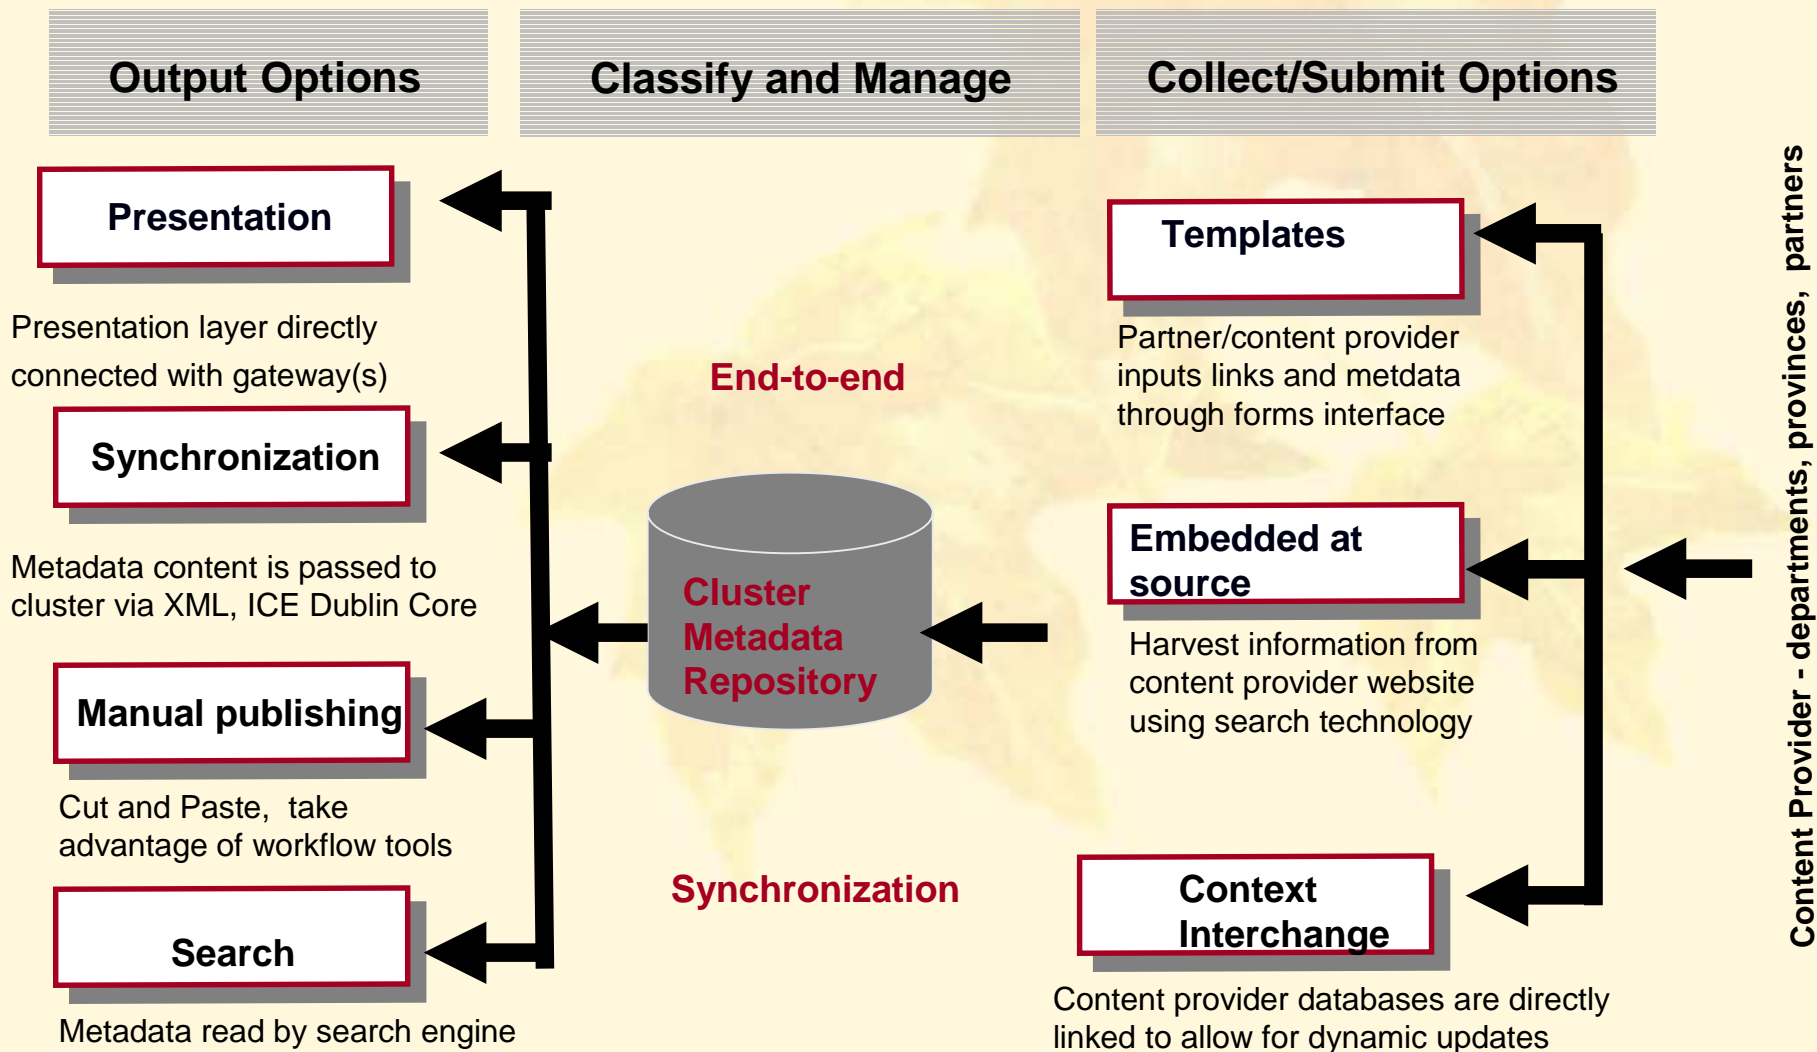 Output Options
Classify and Manage
Collect/Submit Options
Presentation
Presentation layer directly
connected with gateway(s)
Synchronization
Metadata content is passed to
cluster via XML, ICE Dublin Core
Manual publishing
Cut and Paste, take
advantage of workflow tools
Search
Metadata read by search engine
End-to-end
Cluster
Metadata
Repository
Synchronization
Templates
Partner/content provider
inputs links and metdata
through forms interface
Embedded at
source
Harvest information from
content provider website
using search technology
Context
Interchange
Content provider databases are directly
linked to allow for dynamic updates
Content Provider - departments, provinces, partners